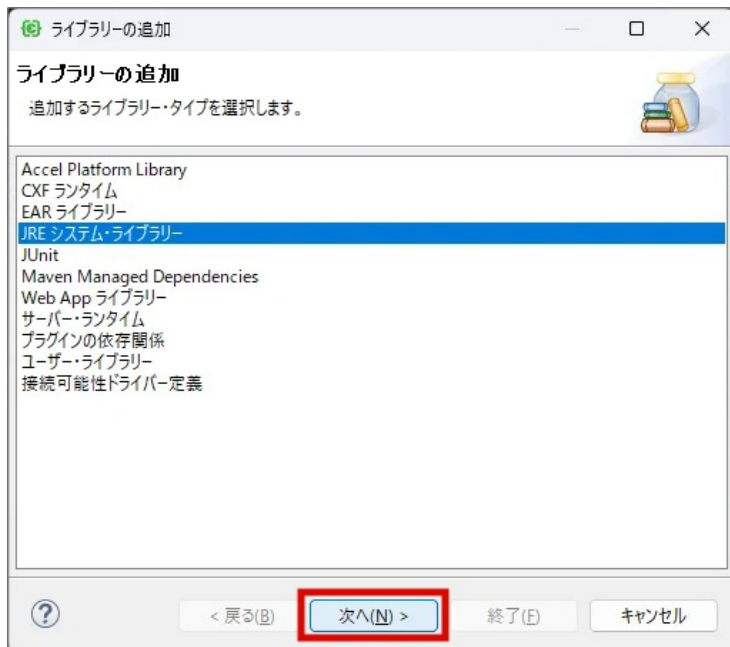 ライブラリーの追加
ライブラリーの追加
追加するライブラリー・タイプを選択します。
Accel Platform Library
CXF ランタイム
EAR ライブラリー
JRE システム・ライブラリー
JUnit
Maven Managed Dependencies
Web App ライブラリー
サーバー・ランタイム
プラグインの依存関係
ユーザー・ライブラリー
接続可能性ドライバー定義
? < 戻る(B) 次へ(N) > 終了(F) キャンセル